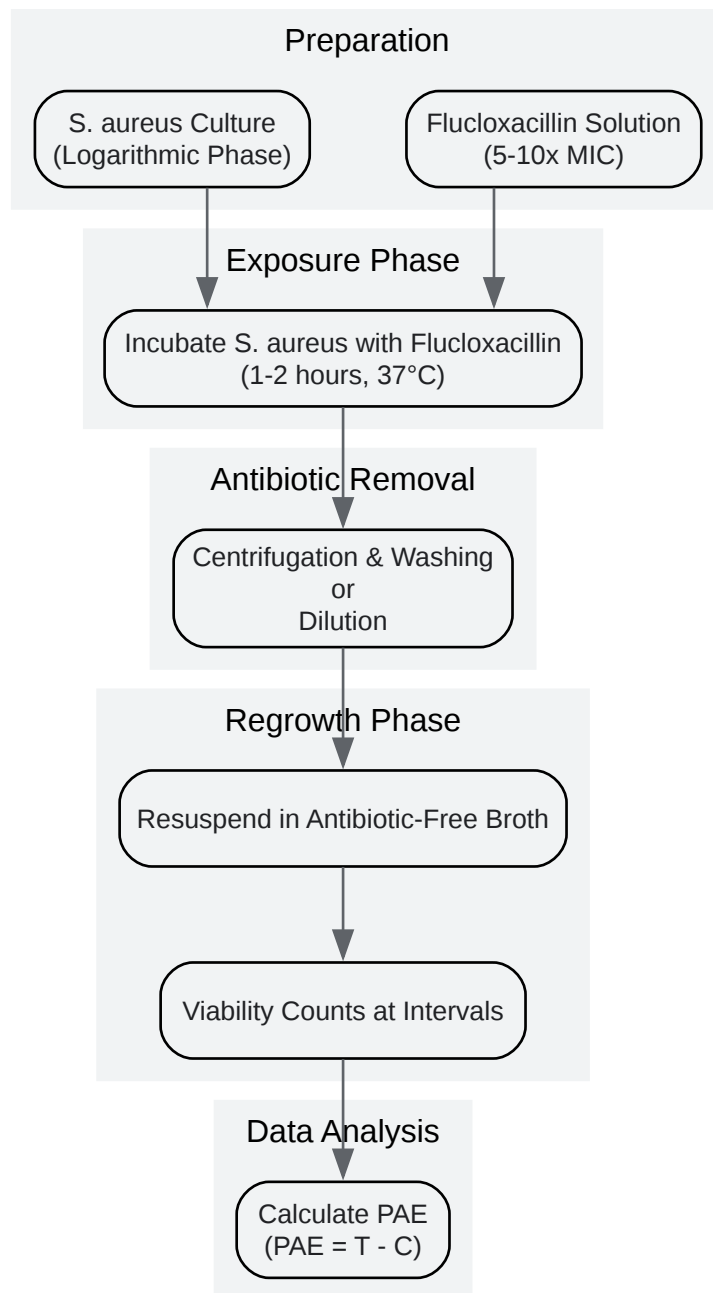 Preparation
S. aureus Culture
(Logarithmic Phase)
Flucloxacillin Solution
(5-10x MIC)
Exposure Phase
Incubate S. aureus with Flucloxacillin
(1-2 hours, 37°C)
Antibiotic Removal
Centrifugation & Washing
or
Dilution
Regrowth Phase
Resuspend in Antibiotic-Free Broth
Viability Counts at Intervals
Data Analysis
Calculate PAE
(PAE = T - C)